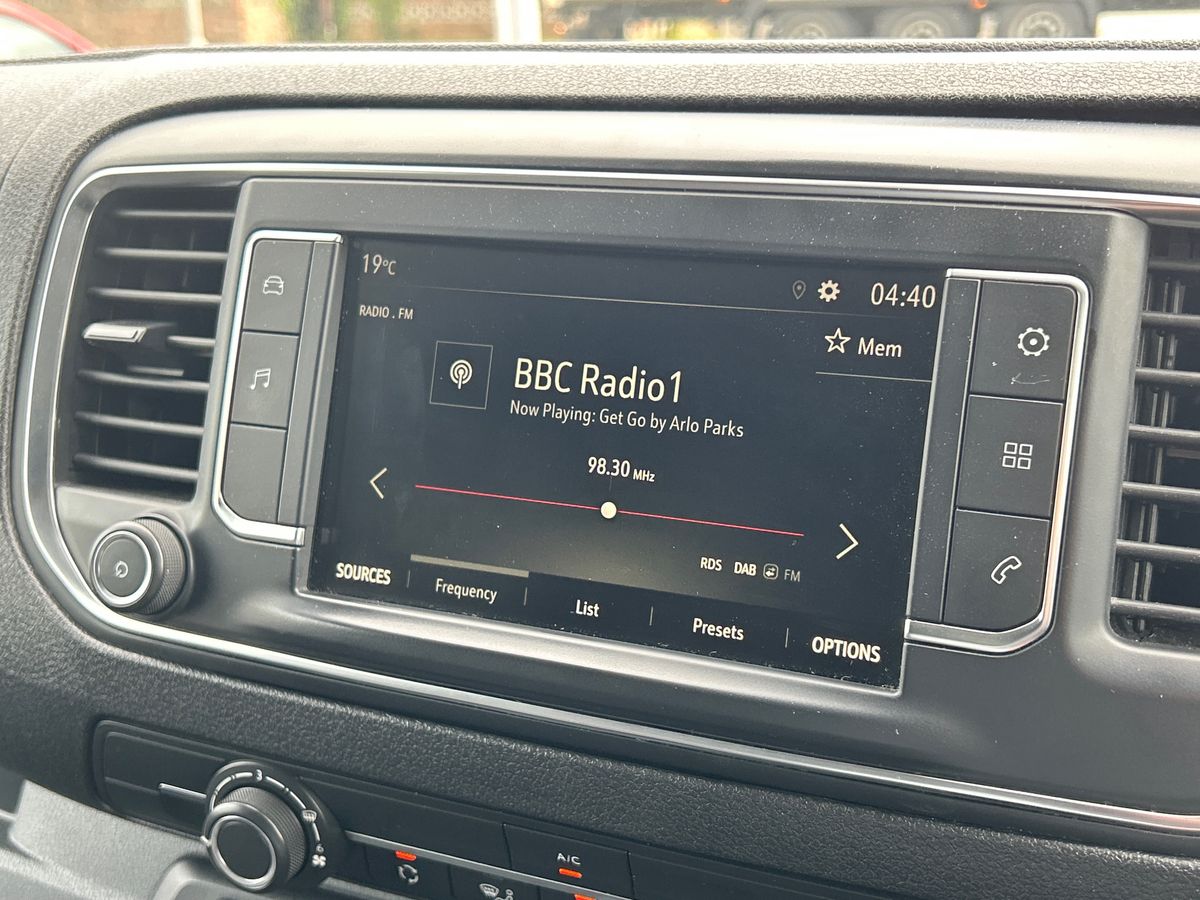 19°C
04:40
RADIO . FM
Mem
BBC Radio1
Now Playing: Get Go by Arlo Parks
98.30 MHz
RDS DAB FM
SOURCES Frequency List Presets OPTIONS
3
A/C